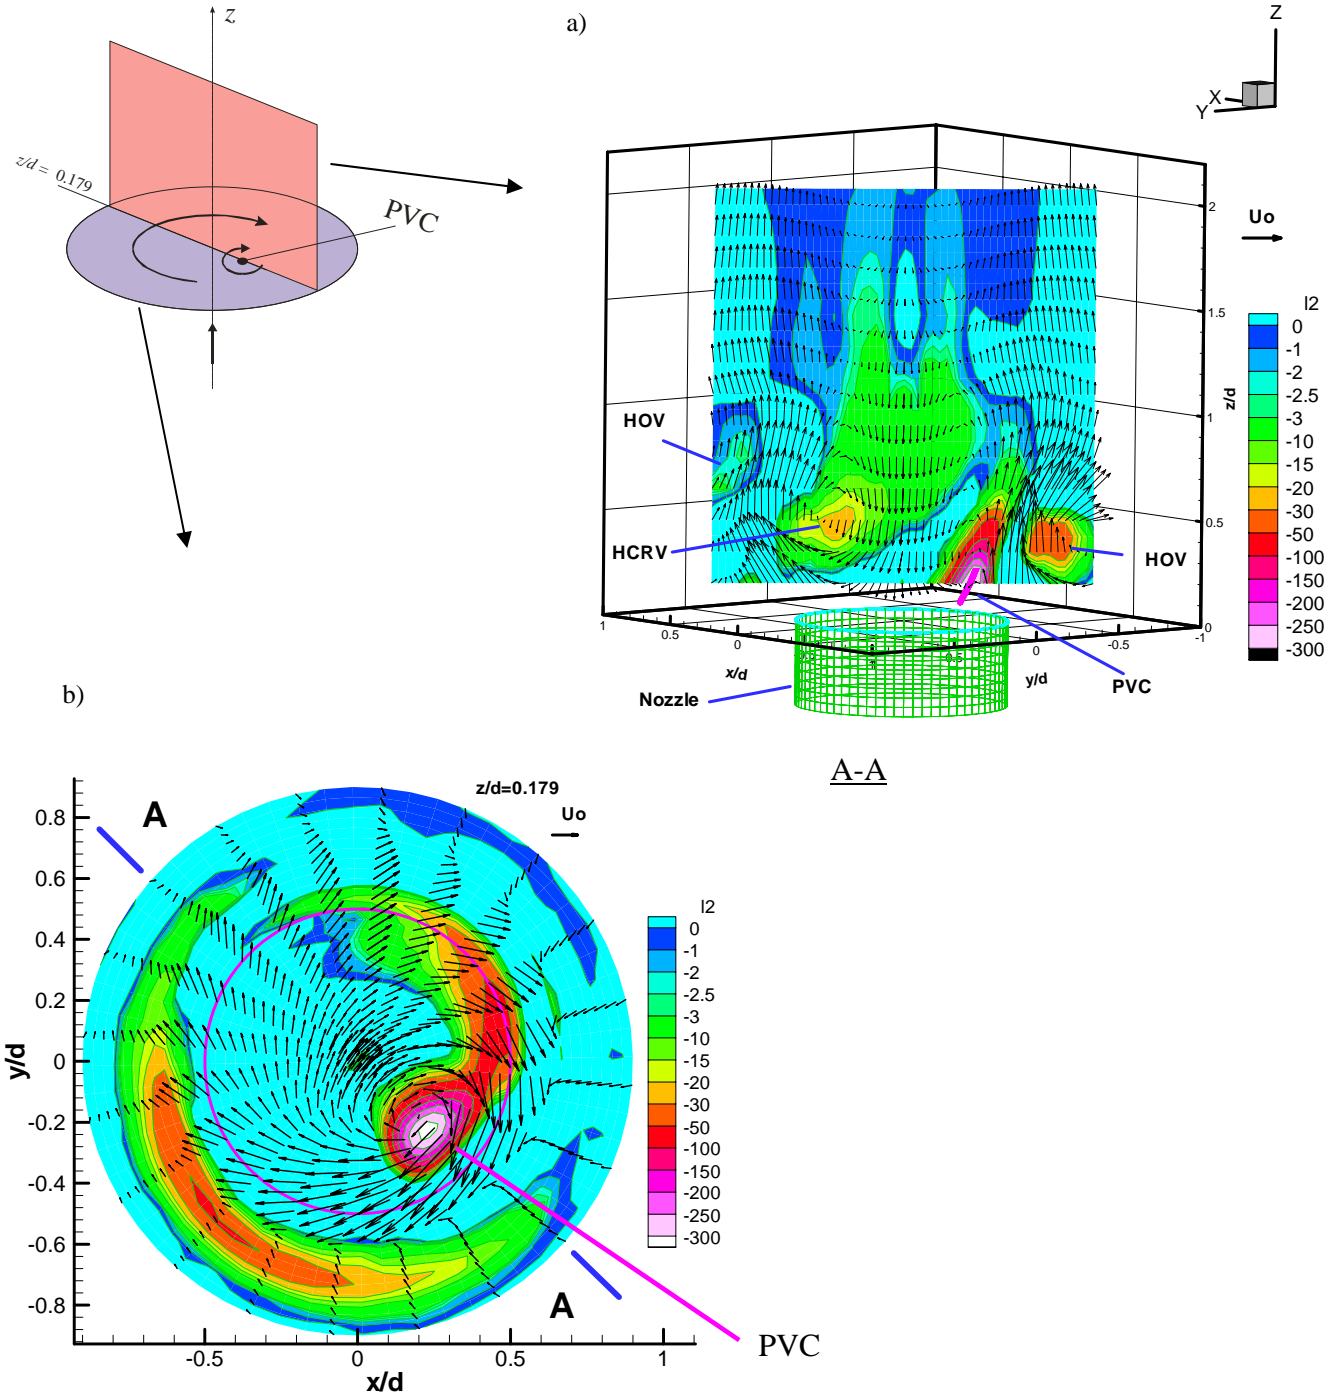 z
a)
z/d = 0.179
PVC
Z
X
Y
2
Uo
1.5
z/d
1
0.5
0
l2
0
-1
-2
-2.5
-3
-10
-15
-20
-30
-50
-100
-150
-200
-250
-300
HOV
HCRV
HOV
1
0.5
0
x/d
0.5
0
-0.5
-1
y/d
Nozzle
PVC
b)
A-A
A
z/d=0.179
Uo
0.8
0.6
0.4
0.2
0
-0.2
-0.4
-0.6
-0.8
y/d
l2
0
-1
-2
-2.5
-3
-10
-15
-20
-30
-50
-100
-150
-200
-250
-300
A
PVC
-0.5
0
0.5
1
x/d